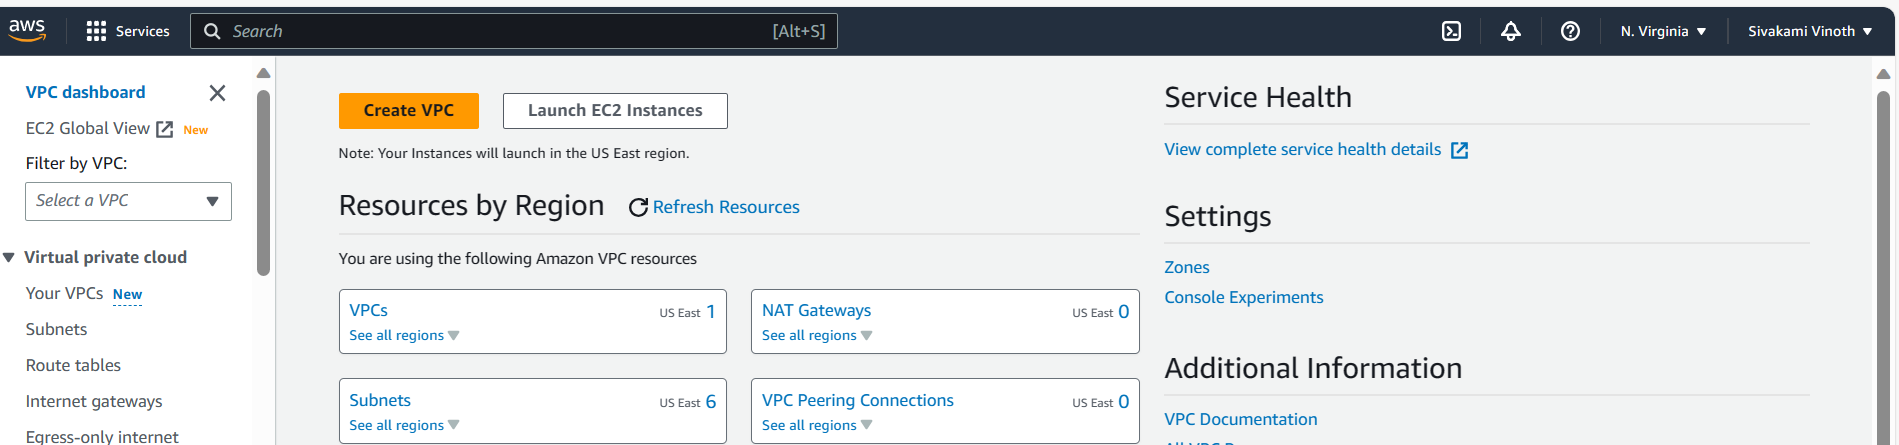 aws
Services
Search
[Alt+S]
N. Virginia
Sivakami Vinoth
VPC dashboard
EC2 Global View New
Filter by VPC:
Select a VPC
Virtual private cloud
Your VPCs New
Subnets
Route tables
Internet gateways
Egress-only internet
Create VPC
Launch EC2 Instances
Note: Your Instances will launch in the US East region.
Resources by Region
Refresh Resources
You are using the following Amazon VPC resources
VPCs US East 1
See all regions
NAT Gateways US East 0
See all regions
Subnets US East 6
See all regions
VPC Peering Connections US East 0
See all regions
Service Health
View complete service health details
Settings
Zones
Console Experiments
Additional Information
VPC Documentation